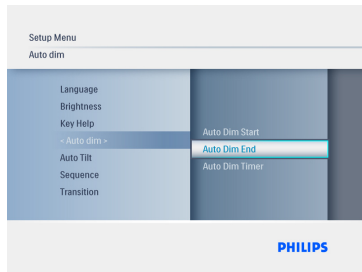 Setup Menu
Auto dim
Language
Brightness
Key Help
< Auto dim >
Auto Tilt
Sequence
Transition
Auto Dim Start
Auto Dim End
Auto Dim Timer
PHILIPS